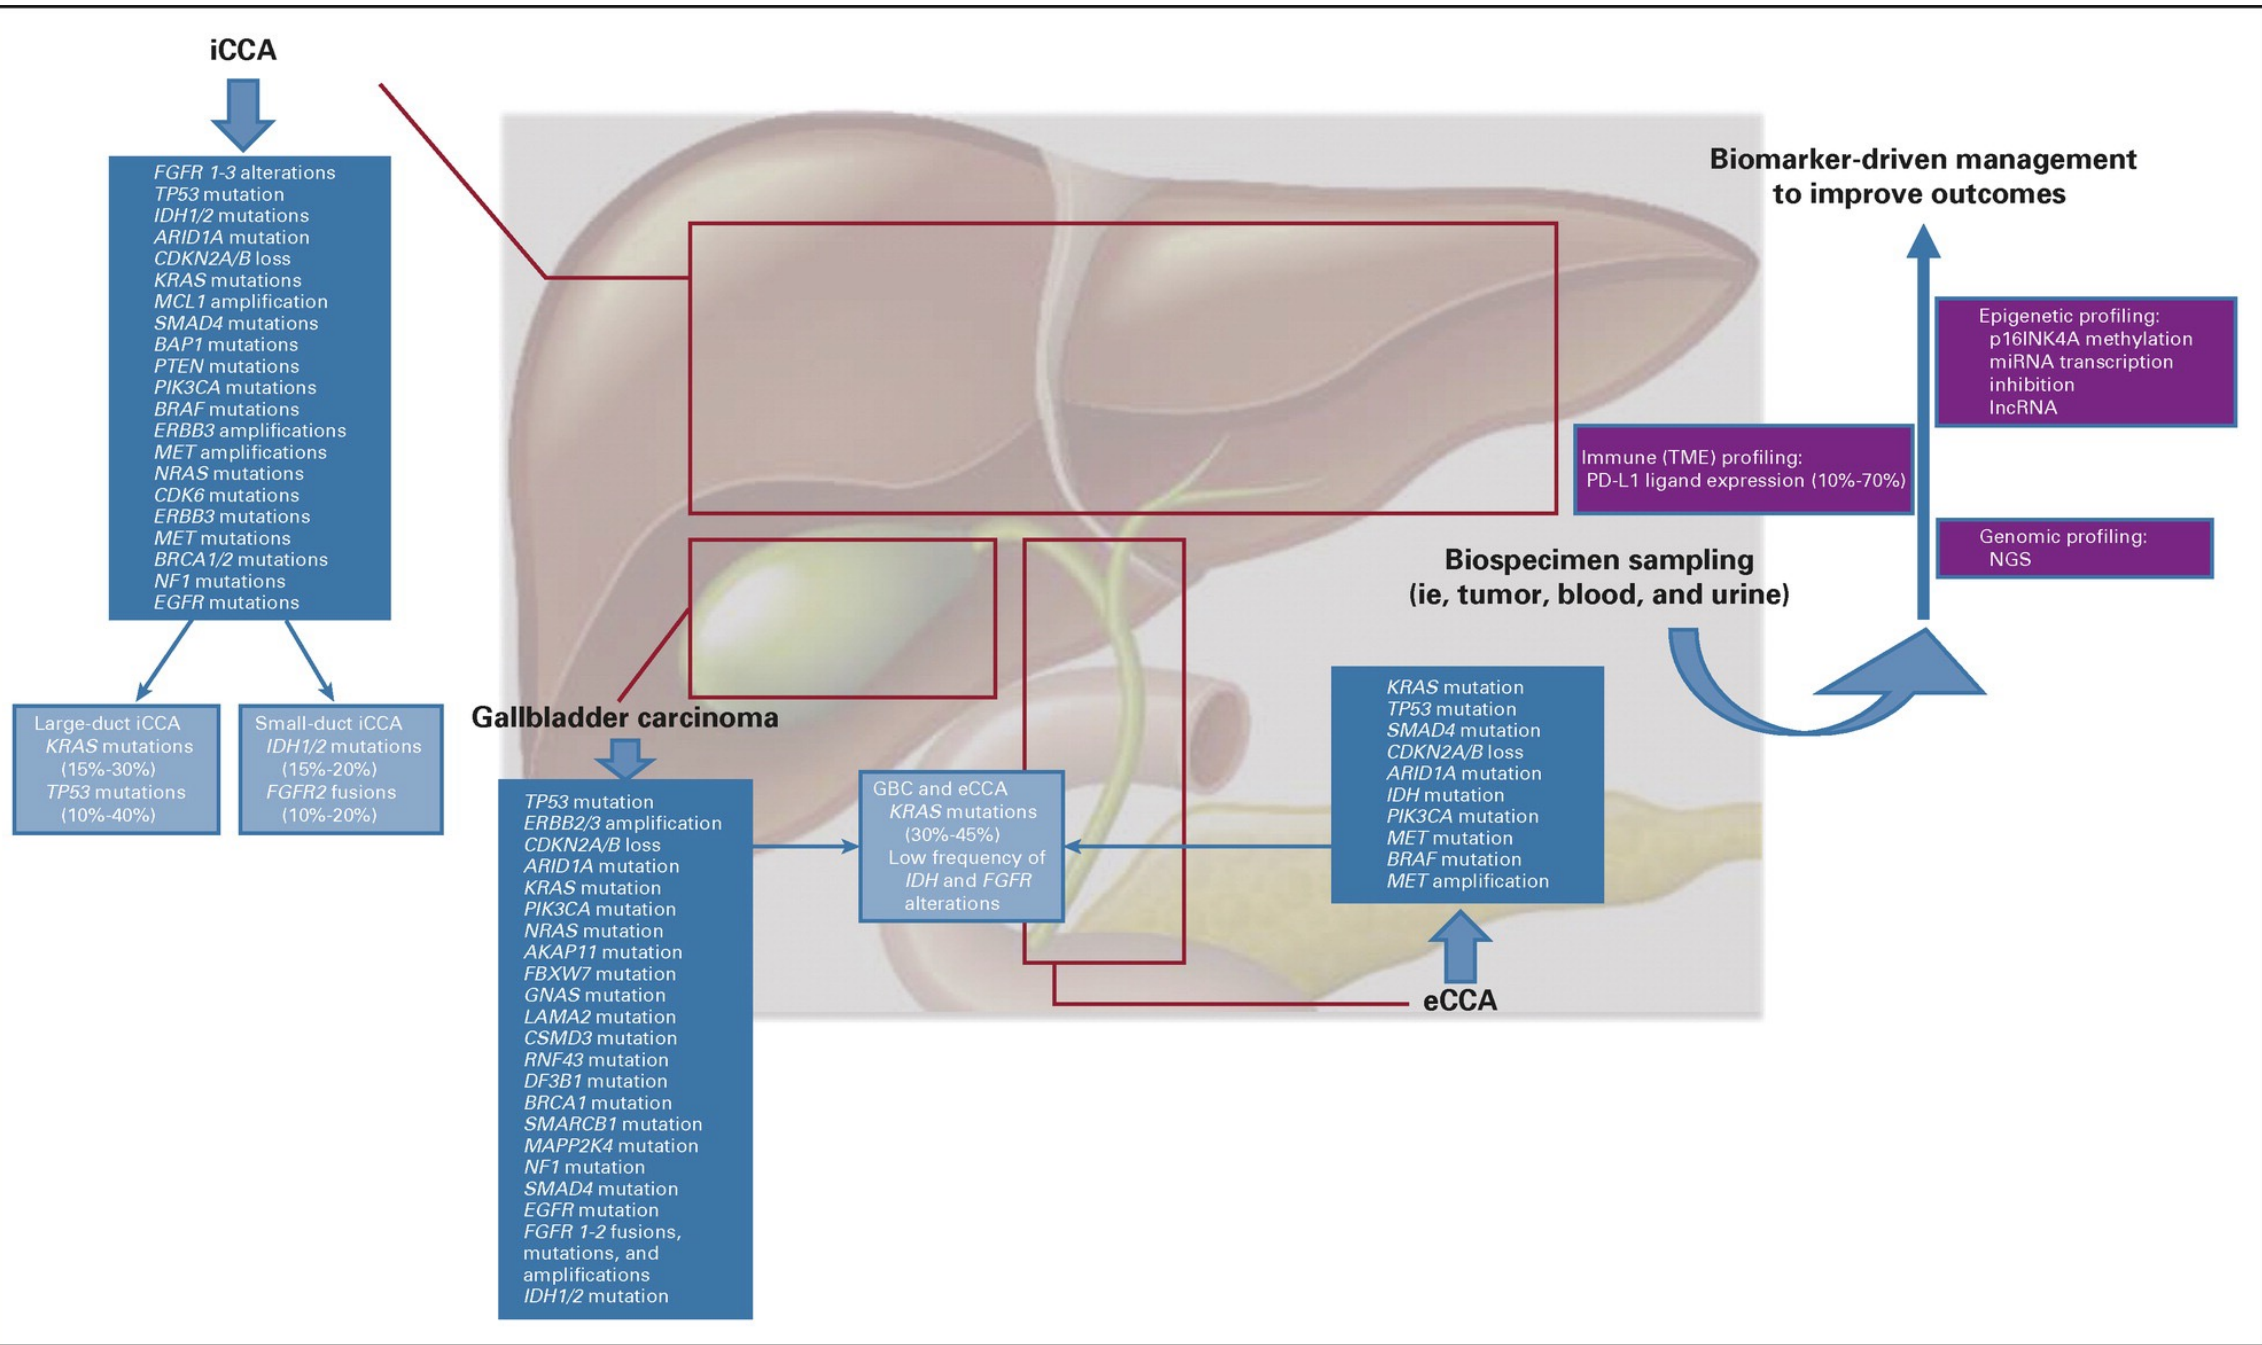 iCCA
FGFR 1-3 alterations
TP53 mutation
IDH1/2 mutations
ARID1A mutation
CDKN2A/B loss
KRAS mutations
MCL1 amplification
SMAD4 mutations
BAP1 mutations
PTEN mutations
PIK3CA mutations
BRAF mutations
ERBB3 amplifications
MET amplifications
NRAS mutations
CDK6 mutations
ERBB3 mutations
MET mutations
BRCA1/2 mutations
NF1 mutations
EGFR mutations
Large-duct iCCA
KRAS mutations
(15%-30%)
TP53 mutations
(10%-40%)
Small-duct iCCA
IDH1/2 mutations
(15%-20%)
FGFR2 fusions
(10%-20%)
Gallbladder carcinoma
TP53 mutation
ERBB2/3 amplification
CDKN2A/B loss
ARID1A mutation
KRAS mutation
PIK3CA mutation
NRAS mutation
AKAP11 mutation
FBXW7 mutation
GNAS mutation
LAMA2 mutation
CSMD3 mutation
RNF43 mutation
DF3B1 mutation
BRCA1 mutation
SMARCB1 mutation
MAPP2K4 mutation
NF1 mutation
SMAD4 mutation
EGFR mutation
FGFR 1-2 fusions,
mutations, and
amplifications
IDH1/2 mutation
GBC and eCCA
KRAS mutations
(30%-45%)
Low frequency of
IDH and FGFR
alterations
KRAS mutation
TP53 mutation
SMAD4 mutation
CDKN2A/B loss
ARID1A mutation
IDH mutation
PIK3CA mutation
MET mutation
BRAF mutation
MET amplification
eCCA
Biospecimen sampling
(ie, tumor, blood, and urine)
Biomarker-driven management
to improve outcomes
Epigenetic profiling:
p16INK4A methylation
miRNA transcription
inhibition
lncRNA
Immune (TME) profiling:
PD-L1 ligand expression (10%-70%)
Genomic profiling:
NGS